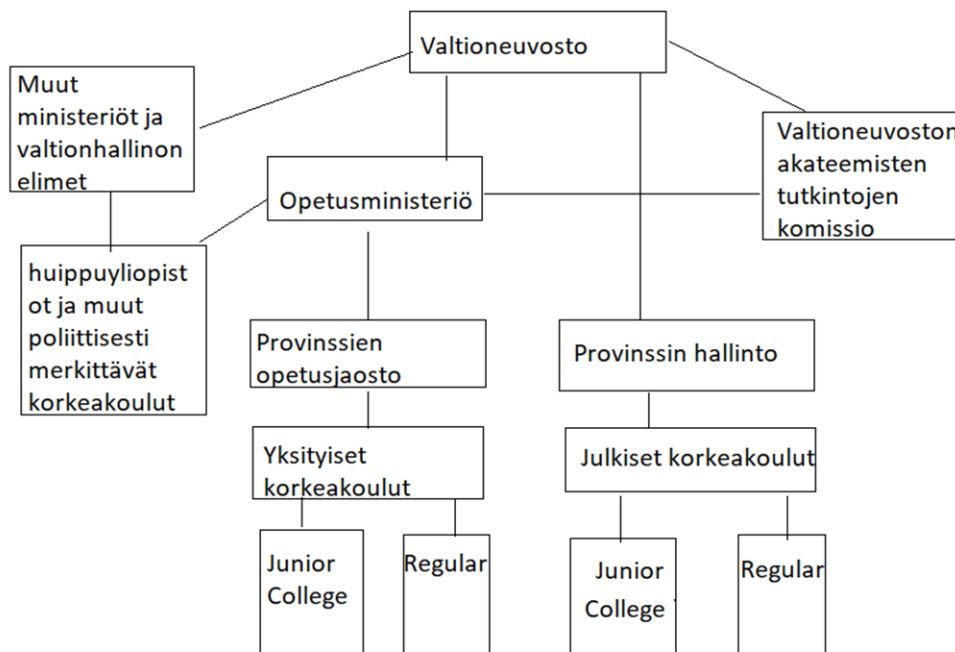 Valtioneuvosto
Muut
ministeriöt ja
valtionhallinon
elimet
Valtioneuvoston
akateemisten
tutkintojen
komissio
Opetusministeriö
huippuyliopist
ot ja muut
poliittisesti
merkittävät
korkeakoulut
Provinssien
opetusjaosto
Provinssin hallinto
Yksityiset
korkeakoulut
Julkiset korkeakoulut
Junior
College
Regular
Junior
College
Regular